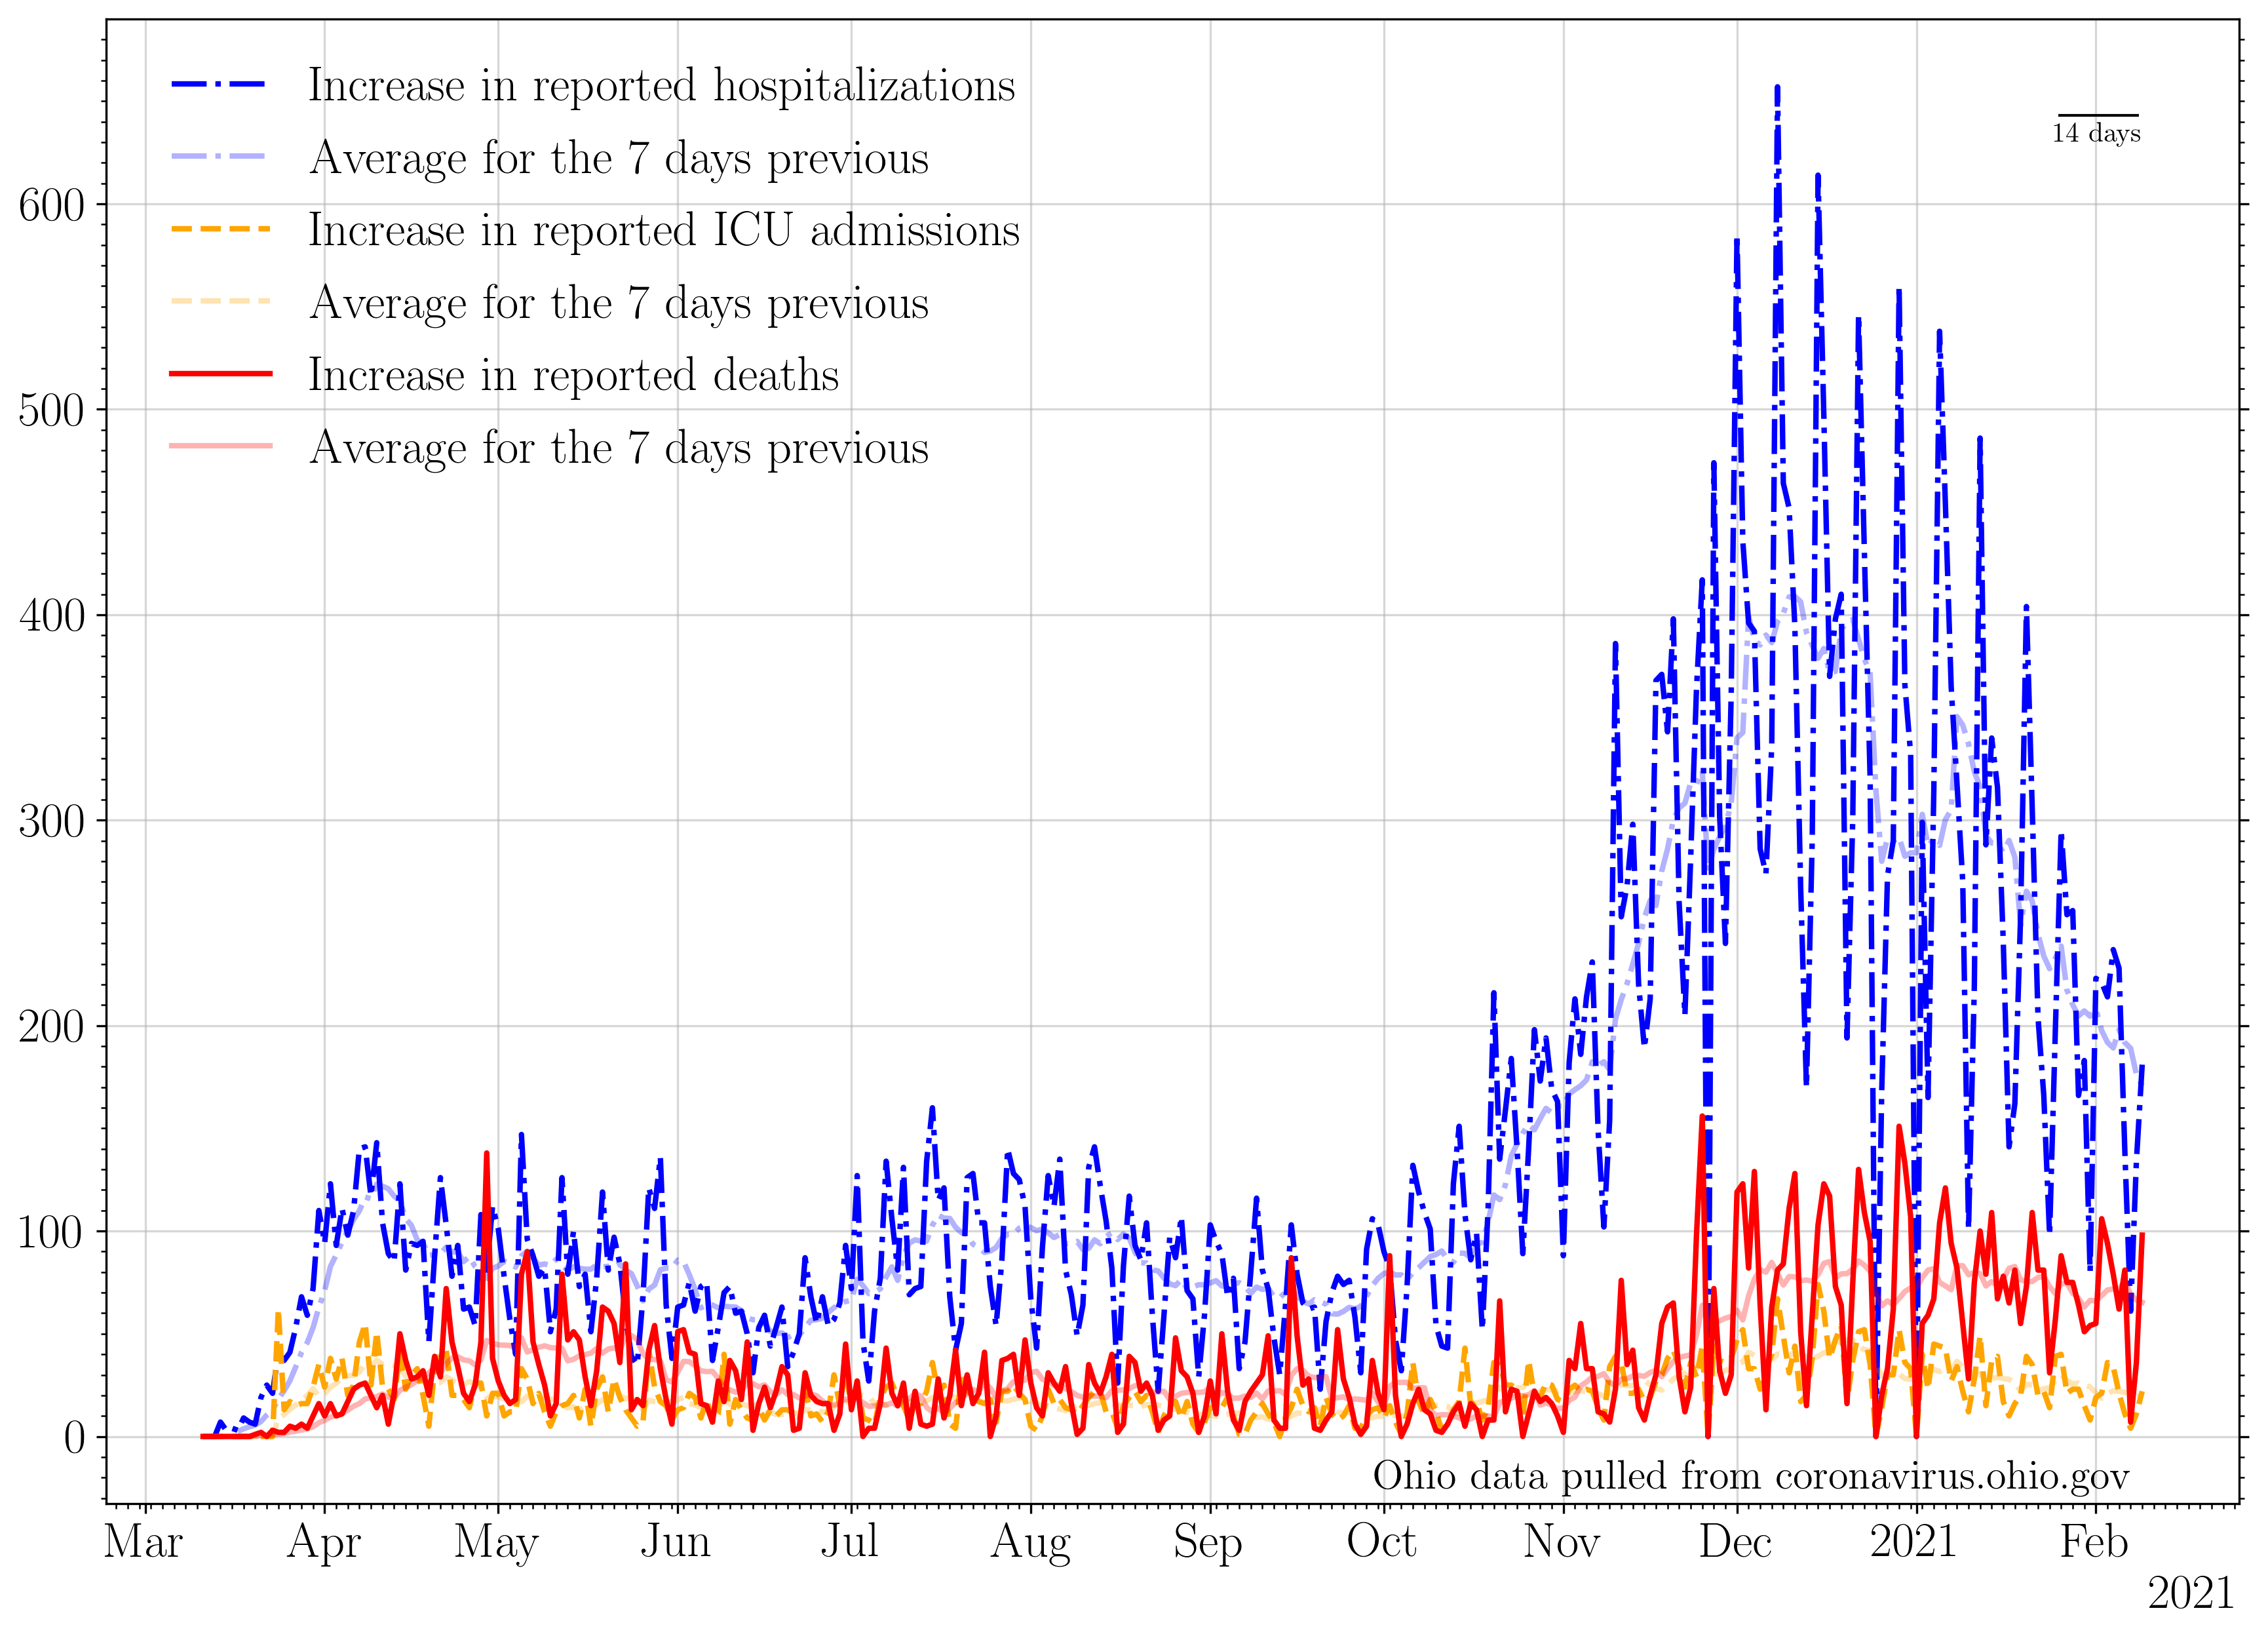 Increase in reported hospitalizations
Average for the 7 days previous
Increase in reported ICU admissions
Average for the 7 days previous
Increase in reported deaths
Average for the 7 days previous
14 days
600
500
400
300
200
100
0
Ohio data pulled from coronavirus.ohio.gov
Mar Apr May Jun Jul Aug Sep Oct Nov Dec 2021 Feb
2021